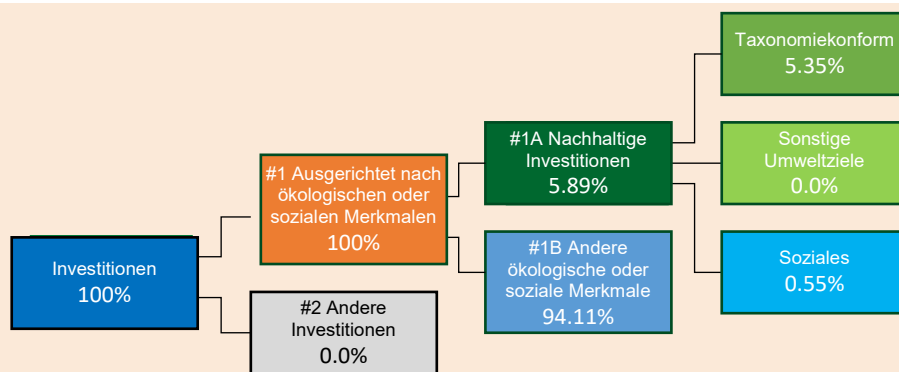 Investitionen
100%
#1 Ausgerichtet nach
ökologischen oder
sozialen Merkmalen
100%
#2 Andere
Investitionen
0.0%
#1A Nachhaltige
Investitionen
5.89%
#1B Andere
ökologische oder
soziale Merkmale
94.11%
Taxonomiekonform
5.35%
Sonstige
Umweltziele
0.0%
Soziales
0.55%